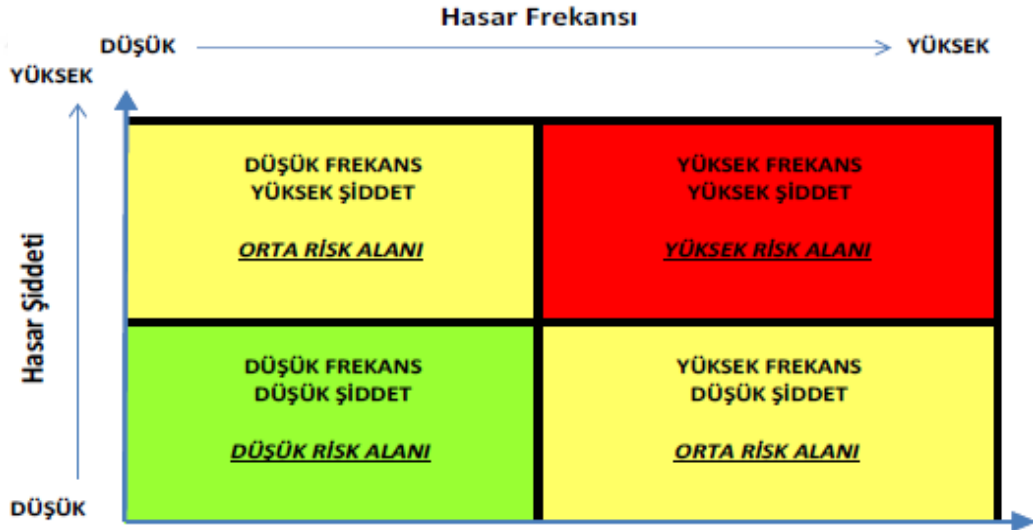 Hasar Frekansı
DÜŞÜK
YÜKSEK
YÜKSEK
Hasar Şiddeti
DÜŞÜK FREKANS
YÜKSEK ŞİDDET
ORTA RİSK ALANI
YÜKSEK FREKANS
YÜKSEK ŞİDDET
YÜKSEK RİSK ALANI
DÜŞÜK FREKANS
DÜŞÜK ŞİDDET
DÜŞÜK RİSK ALANI
YÜKSEK FREKANS
DÜŞÜK ŞİDDET
ORTA RİSK ALANI
DÜŞÜK